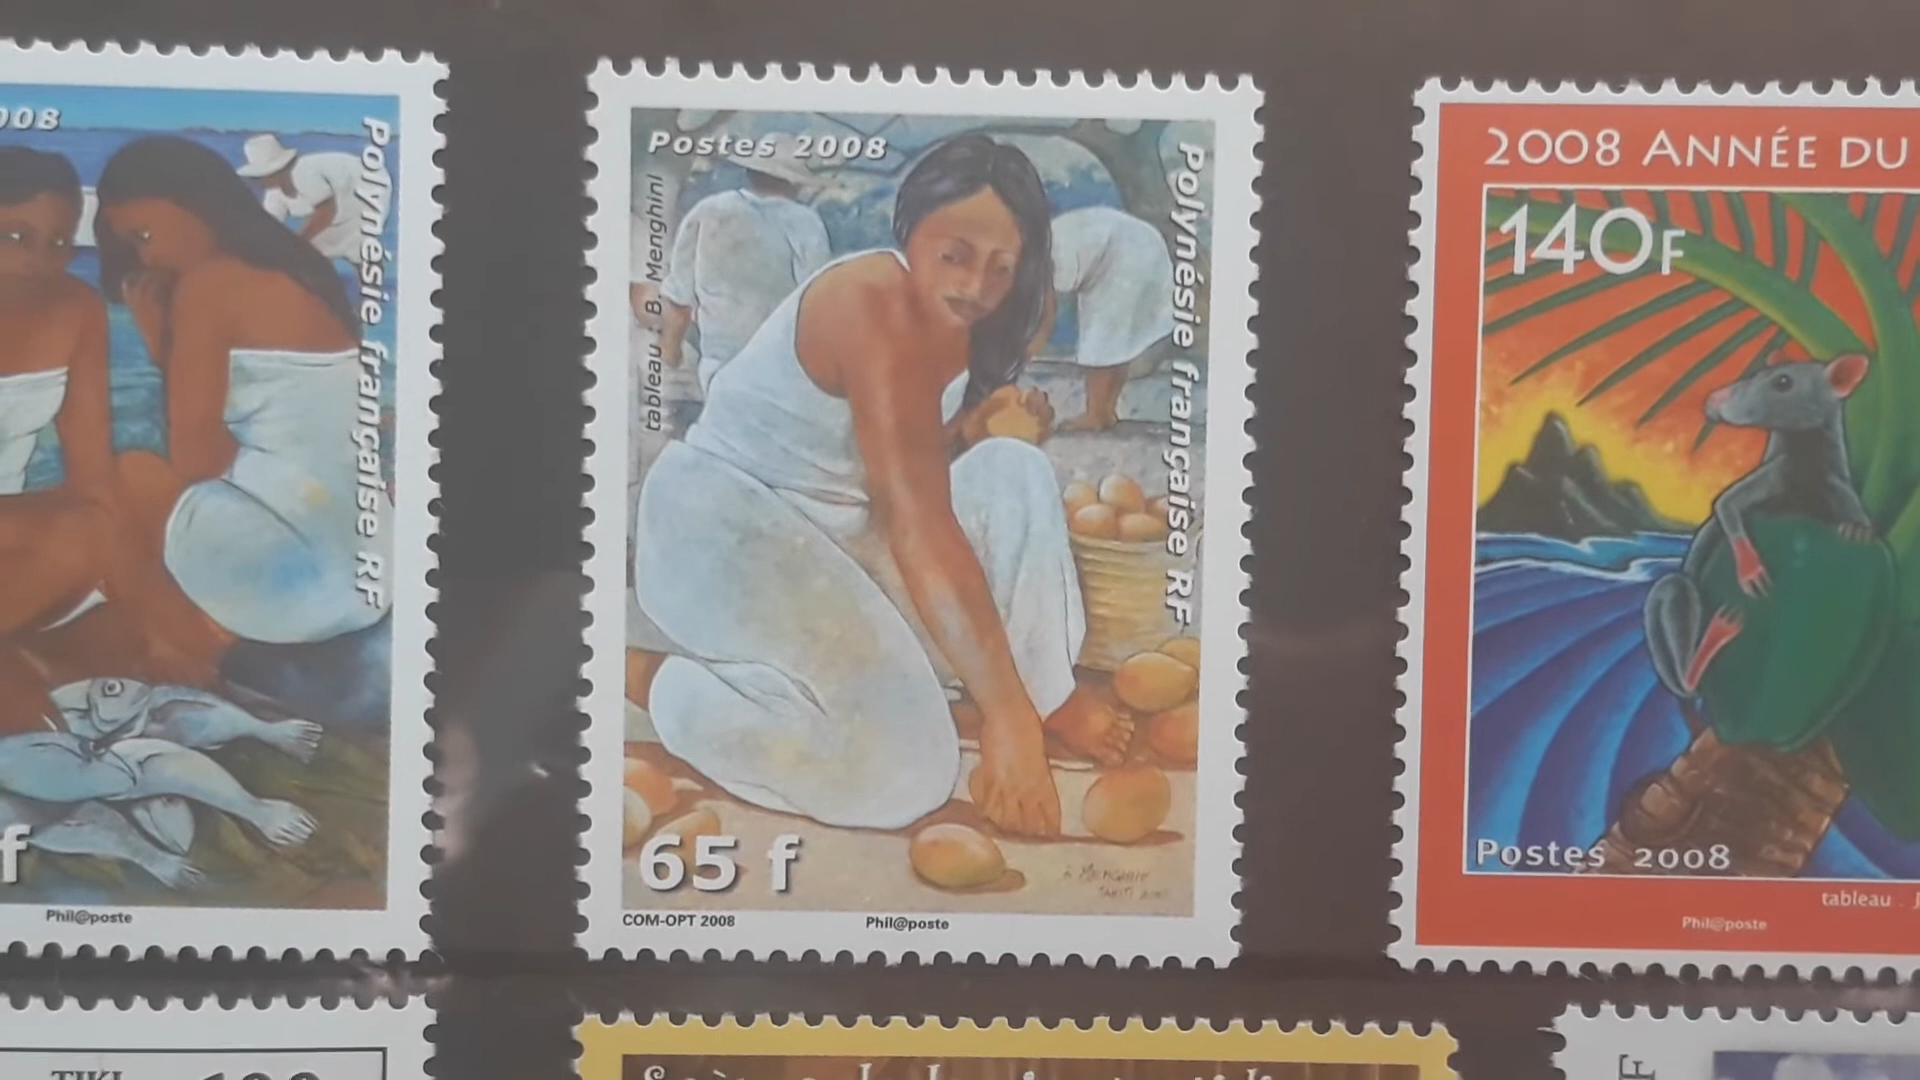 008
Polynésie française RF
f
Phil@poste
Postes 2008
tableau : B. Menghini
Polynésie française RF
65 f
COM-OPT 2008
Phil@poste
2008 ANNÉE DU
140F
Postes 2008
tableau
Phil@poste
TIKI